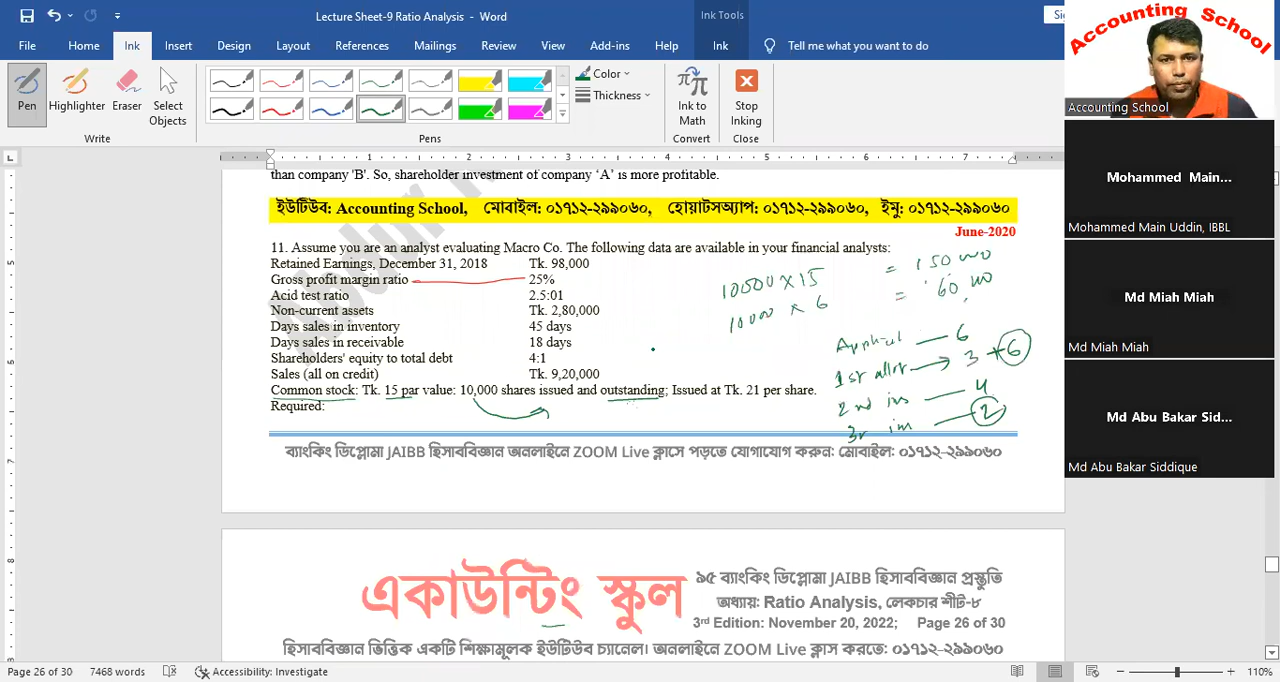 Lecture Sheet-9 Ratio Analysis - Word
Ink Tools
File Home Ink Insert Design Layout References Mailings Review View Add-ins Help Ink Tell me what you want to do
Accounting School
Pen Highlighter Eraser Select Objects
Color
Thickness
Ink to Math
Stop Inking
Write Pens Convert Close
Accounting School
than company 'B'. So, shareholder investment of company ‘A’ is more profitable.
Mohammed Main...
Mohammed Main Uddin, IBBL
ইউটিউব: Accounting School, মোবাইল: ০১৭১২-২৯৯০৬০, হোয়াটসঅ্যাপ: ০১৭১২-২৯৯০৬০, ইমু: ০১৭১২-২৯৯০৬০
June-2020
11. Assume you are an analyst evaluating Macro Co. The following data are available in your financial analysts:
Retained Earnings, December 31, 2018 Tk. 98,000
Gross profit margin ratio 25%
Acid test ratio 2.5:01
Non-current assets Tk. 2,80,000
Days sales in inventory 45 days
Days sales in receivable 18 days
Shareholders' equity to total debt 4:1
Sales (all on credit) Tk. 9,20,000
Common stock: Tk. 15 par value: 10,000 shares issued and outstanding; Issued at Tk. 21 per share.
Required:
10000 x 15 = 150000
10000 x 6 = 60,000
6
1st allot 3 + 6
2nd ins 4
2
Md Miah Miah
Md Miah Miah
Md Abu Bakar Sid...
Md Abu Bakar Siddique
ব্যাংকিং ডিপ্লোমা JAIBB হিসাববিজ্ঞান অনলাইনে ZOOM Live ক্লাসে পড়তে যোগাযোগ করুন: মোবাইল: ০১৭১২-২৯৯০৬০
একাউন্টিং স্কুল
৯৫ ব্যাংকিং ডিপ্লোমা JAIBB হিসাববিজ্ঞান প্রস্তুতি
অধ্যায়: Ratio Analysis, লেকচার শীট-৮
3rd Edition: November 20, 2022; Page 26 of 30
হিসাববিজ্ঞান ভিত্তিক একটি শিক্ষামূলক ইউটিউব চ্যানেল। অনলাইনে ZOOM ক্লাস করতে: ০১৭১২-২৯৯০৬০
Page 26 of 30 7468 words Accessibility: Investigate 110%